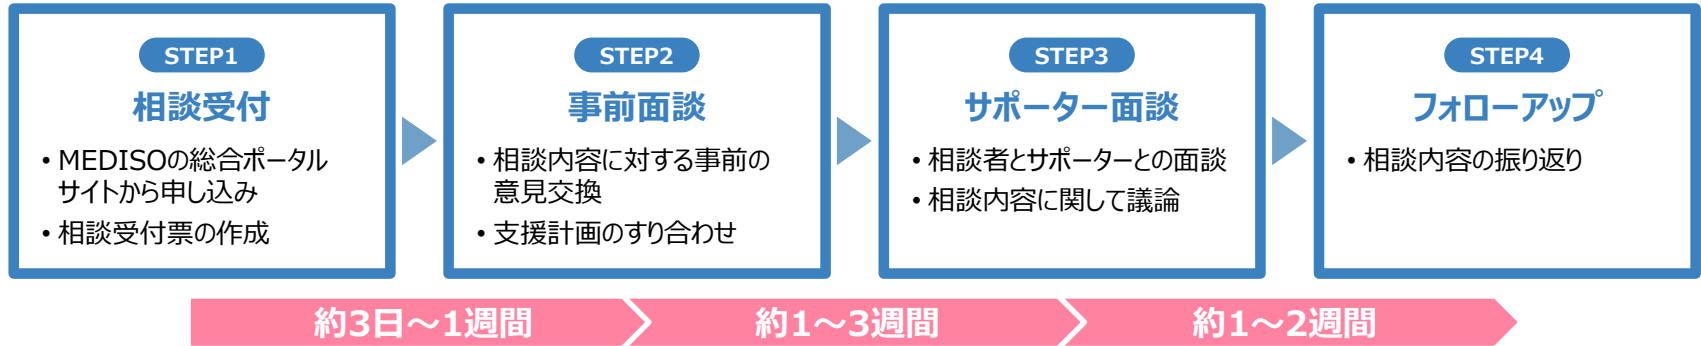 STEP1
相談受付
• MEDISOの総合ポータル
サイトから申し込み
• 相談受付票の作成
STEP2
事前面談
• 相談内容に対する事前の
意見交換
• 支援計画のすり合わせ
STEP3
サポーター面談
• 相談者とサポーターとの面談
• 相談内容に関して議論
STEP4
フォローアップ
• 相談内容の振り返り
約3日～1週間
約1～3週間
約1～2週間